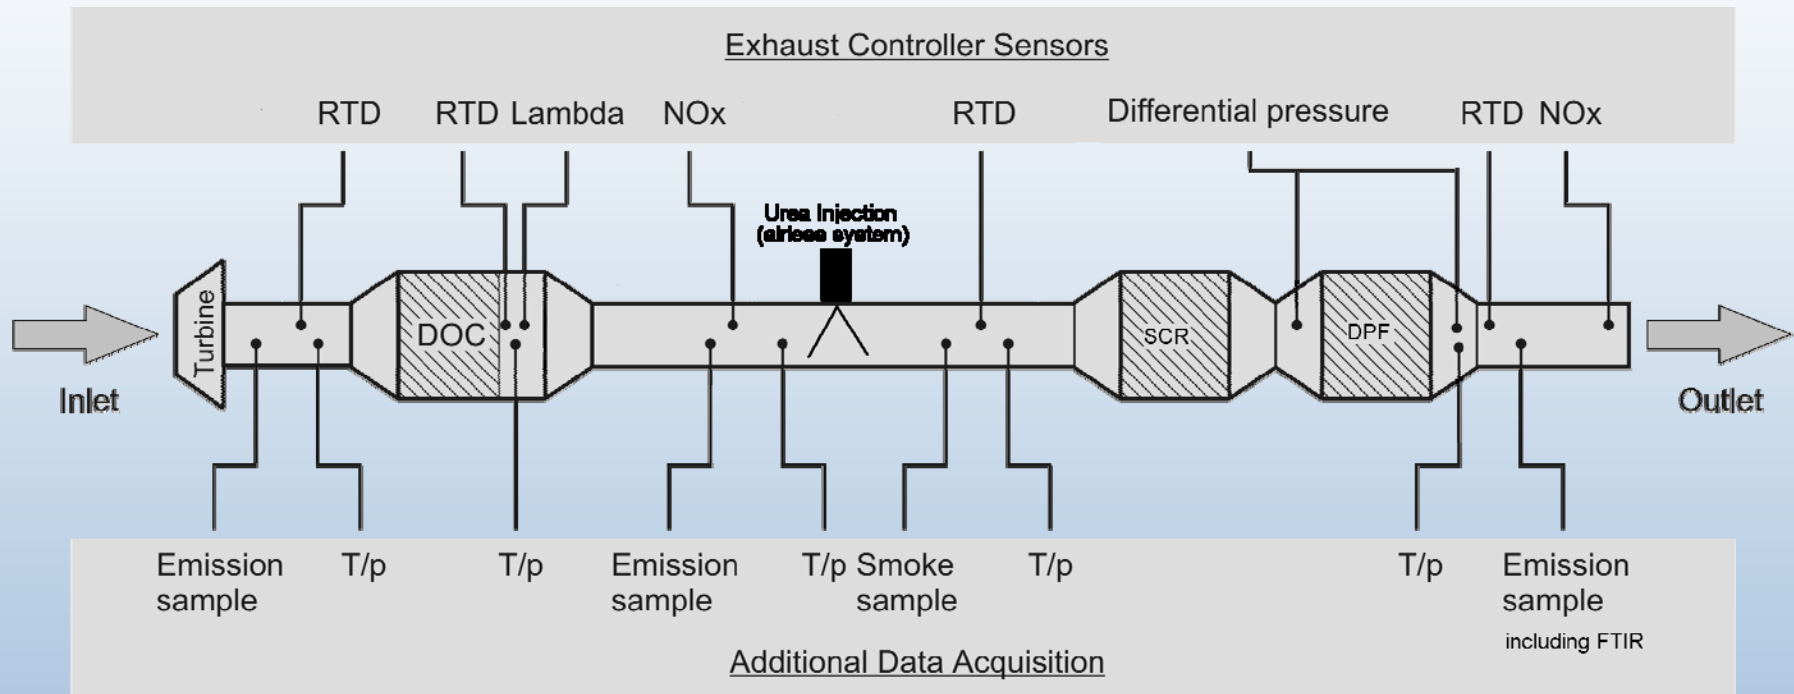 Exhaust Controller Sensors
RTD RTD Lambda NOx RTD Differential pressure RTD NOx
Urea Injection
(airless system)
Turbine
DOC
SCR
DPF
Inlet
Outlet
Emission sample T/p T/p Emission sample T/p Smoke sample T/p T/p Emission sample
including FTIR
Additional Data Acquisition